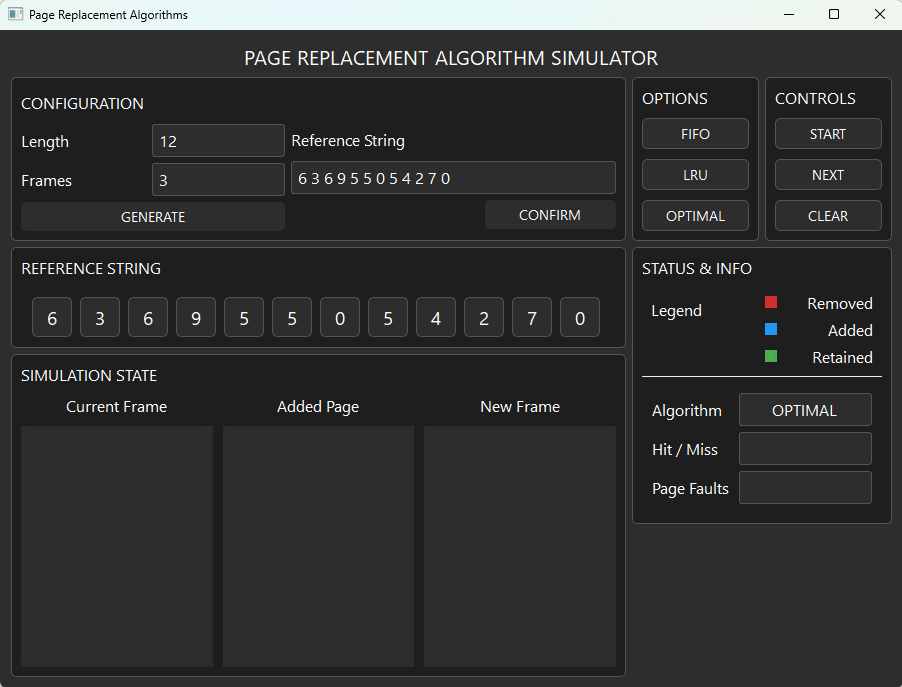 Page Replacement Algorithms
PAGE REPLACEMENT ALGORITHM SIMULATOR
CONFIGURATION
Length 12 Reference String
Frames 3 6 3 6 9 5 5 0 5 4 2 7 0
GENERATE CONFIRM
OPTIONS
FIFO
LRU
OPTIMAL
CONTROLS
START
NEXT
CLEAR
REFERENCE STRING
6 3 6 9 5 5 0 5 4 2 7 0
SIMULATION STATE
Current Frame Added Page New Frame
STATUS & INFO
Legend Removed
Added
Retained
Algorithm OPTIMAL
Hit / Miss
Page Faults